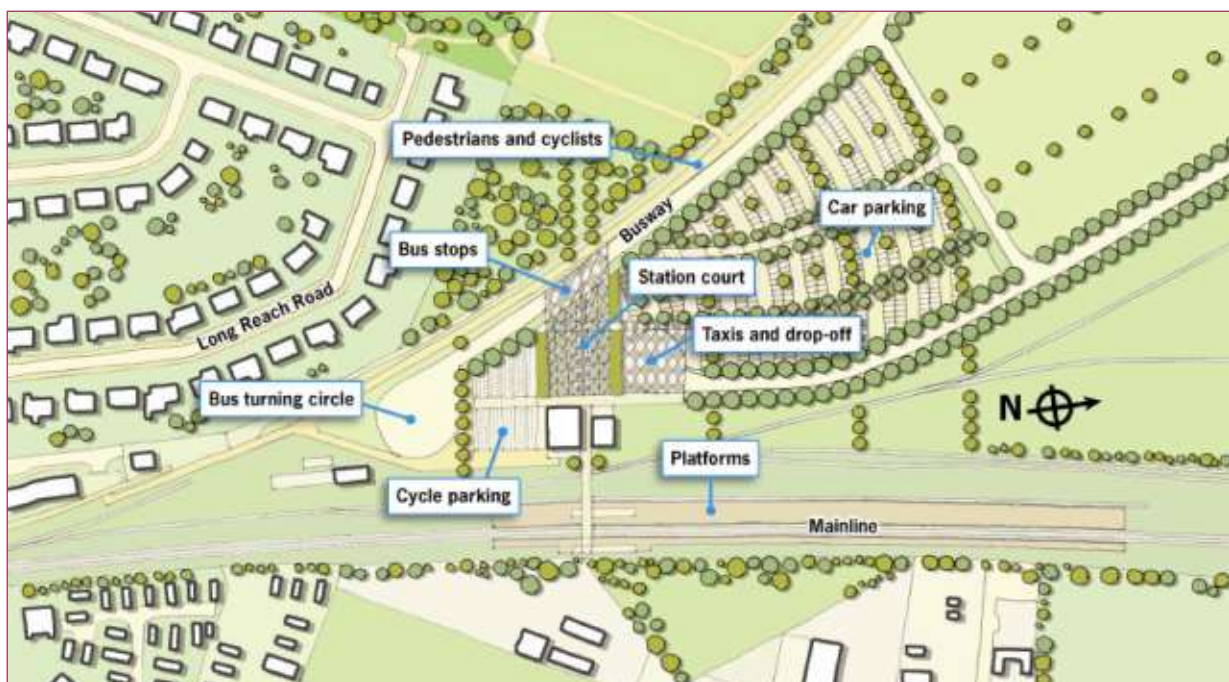 Pedestrians and cyclists
Busway
Car parking
Bus stops
Station court
Long Reach Road
Taxis and drop-off
Bus turning circle
N
Platforms
Cycle parking
Mainline